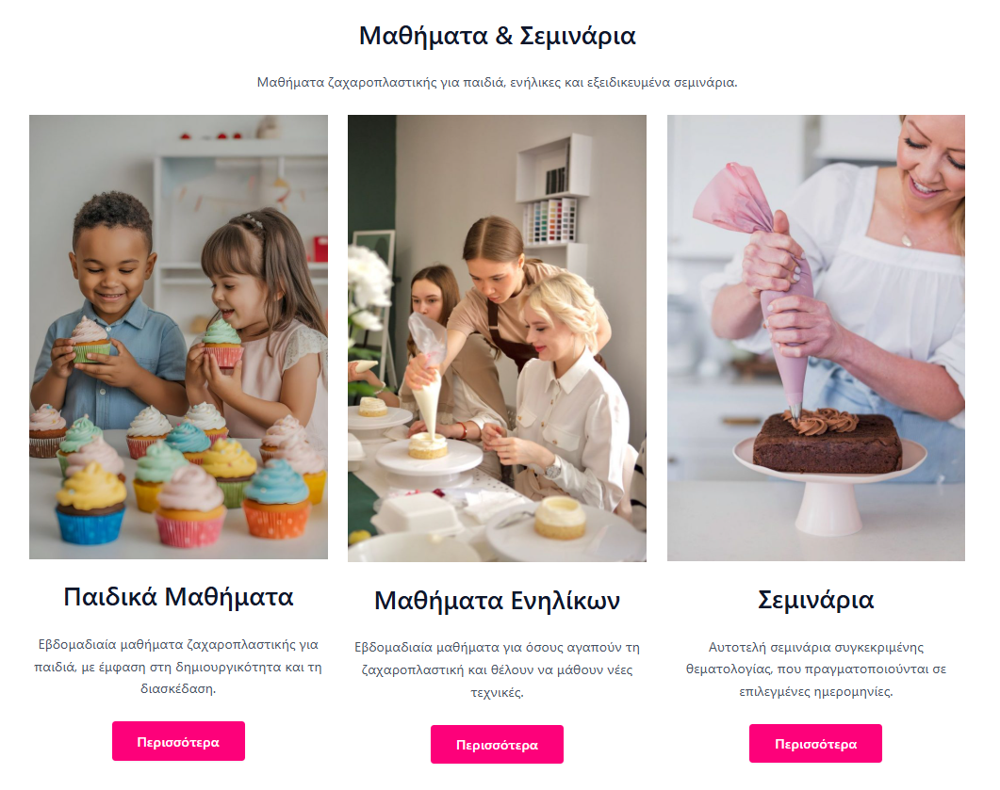 Μαθήματα & Σεμινάρια
Μαθήματα ζαχαροπλαστικής για παιδιά, ενήλικες και εξειδικευμένα σεμινάρια.
Παιδικά Μαθήματα
Εβδομαδιαία μαθήματα ζαχαροπλαστικής για
παιδιά, με έμφαση στη δημιουργικότητα και τη
διασκέδαση.
Περισσότερα
Μαθήματα Ενηλίκων
Εβδομαδιαία μαθήματα για όσους αγαπούν τη
ζαχαροπλαστική και θέλουν να μάθουν νέες
τεχνικές.
Περισσότερα
Σεμινάρια
Αυτοτελή σεμινάρια συγκεκριμένης
θεματολογίας, που πραγματοποιούνται σε
επιλεγμένες ημερομηνίες.
Περισσότερα